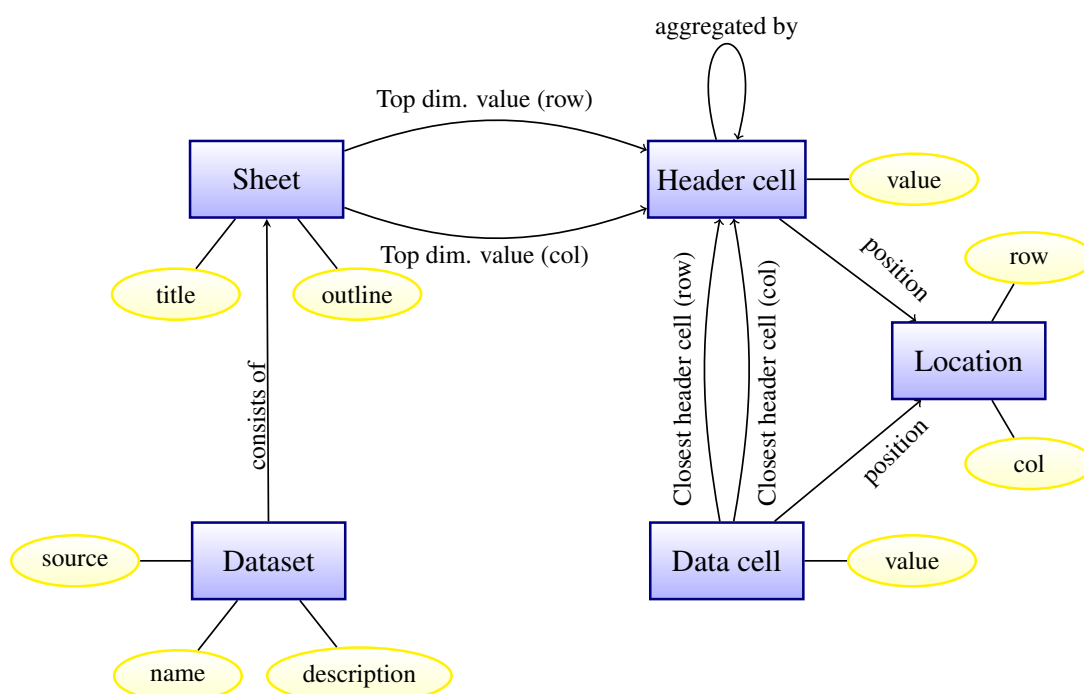 aggregated by
Top dim. value (row)
Sheet
Header cell
value
Top dim. value (col)
position
row
title
outline
Closest header cell (row)
Closest header cell (col)
Location
consists of
position
col
source
Dataset
Data cell
value
name
description